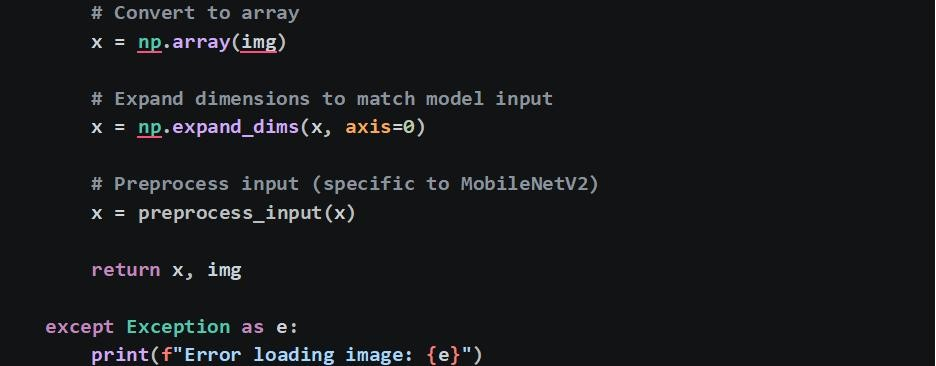 # Convert to array
x = np.array(img)
# Expand dimensions to match model input
x = np.expand_dims(x, axis=0)
# Preprocess input (specific to MobileNetV2)
x = preprocess_input(x)
return x, img
except Exception as e:
print(f"Error loading image: {e}")